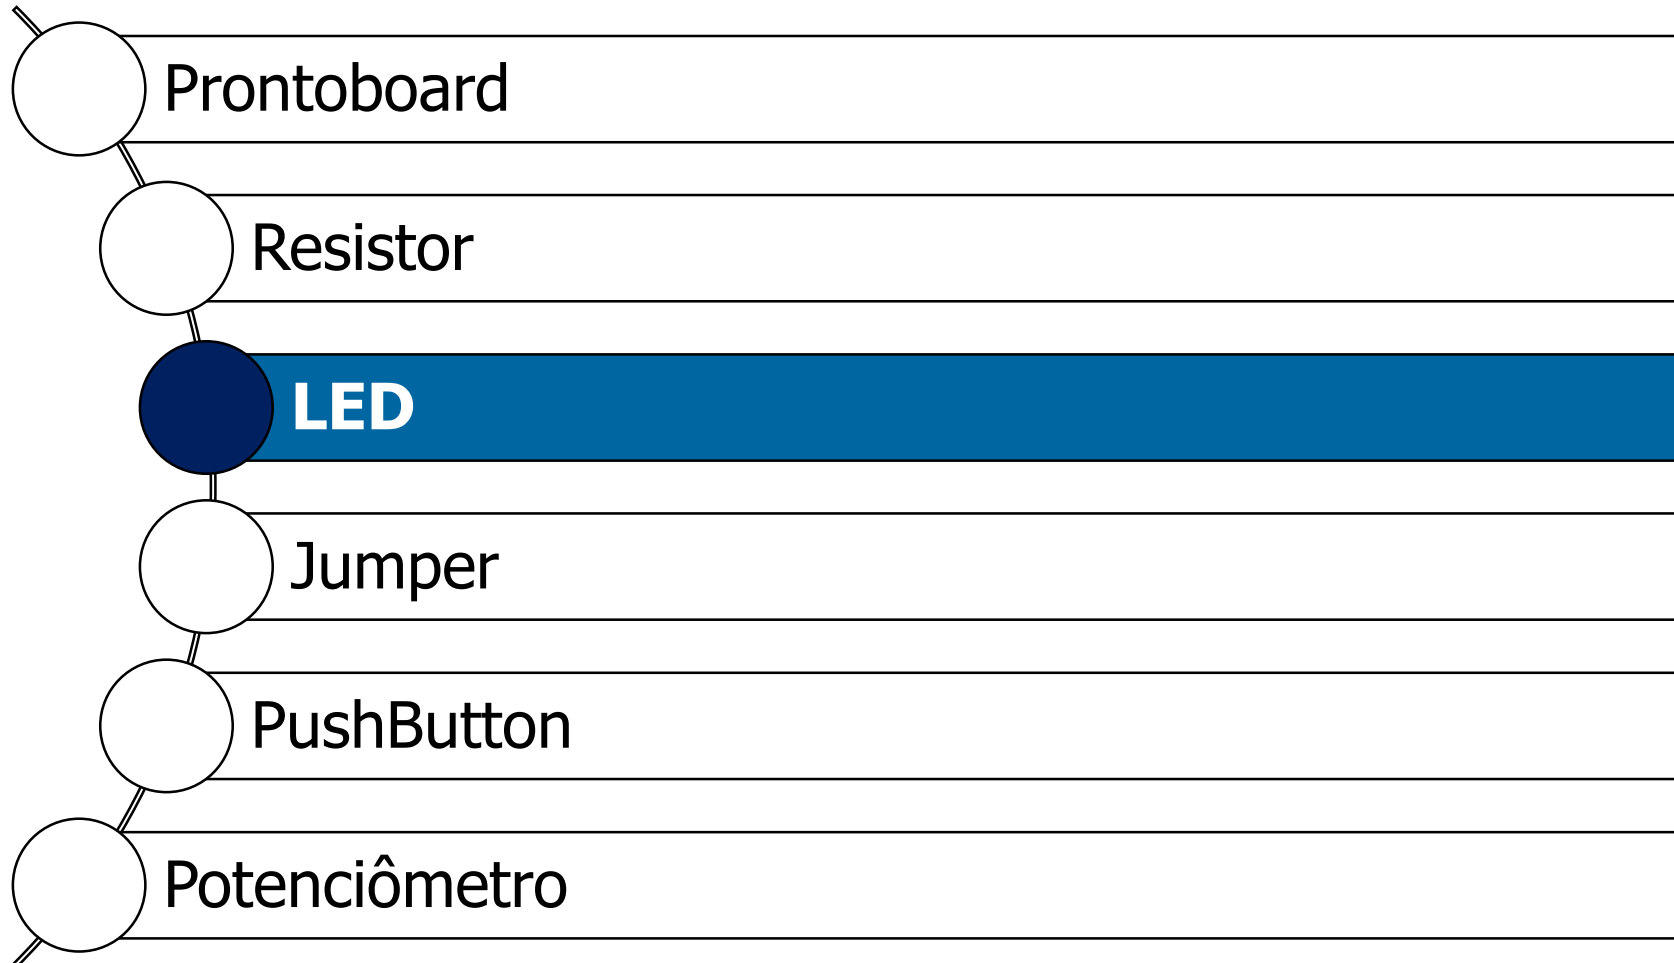 Prontoboard
Resistor
LED
Jumper
PushButton
Potenciômetro